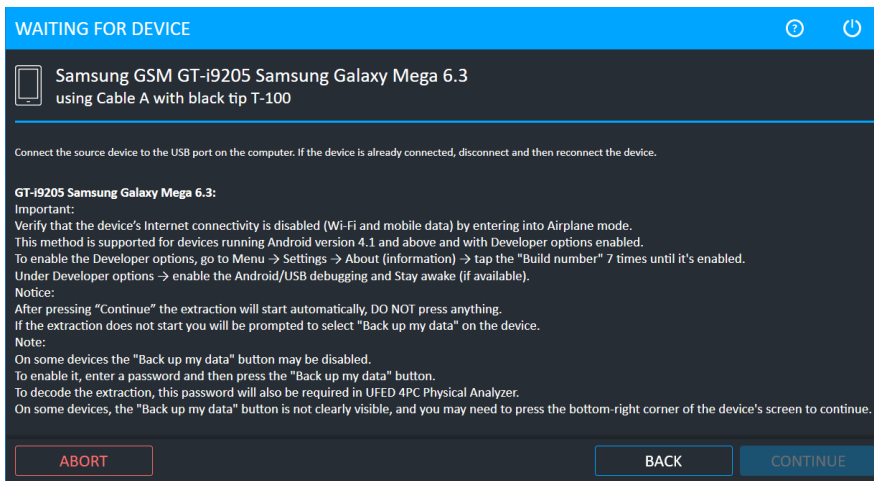 WAITING FOR DEVICE
Samsung GSM GT-i9205 Samsung Galaxy Mega 6.3
using Cable A with black tip T-100
Connect the source device to the USB port on the computer. If the device is already connected, disconnect and then reconnect the device.
GT-i9205 Samsung Galaxy Mega 6.3:
Important:
Verify that the device's Internet connectivity is disabled (Wi-Fi and mobile data) by entering into Airplane mode.
This method is supported for devices running Android version 4.1 and above and with Developer options enabled.
To enable the Developer options, go to Menu → Settings → About (information) → tap the "Build number" 7 times until it's enabled.
Under Developer options → enable the Android/USB debugging and Stay awake (if available).
Notice:
After pressing “Continue” the extraction will start automatically, DO NOT press anything.
If the extraction does not start you will be prompted to select "Back up my data" on the device.
Note:
On some devices the "Back up my data" button may be disabled.
To enable it, enter a password and then press the "Back up my data" button.
To decode the extraction, this password will also be required in UFED 4PC Physical Analyzer.
On some devices, the "Back up my data" button is not clearly visible, and you may need to press the bottom-right corner of the device's screen to continue.
ABORT BACK CONTINUE